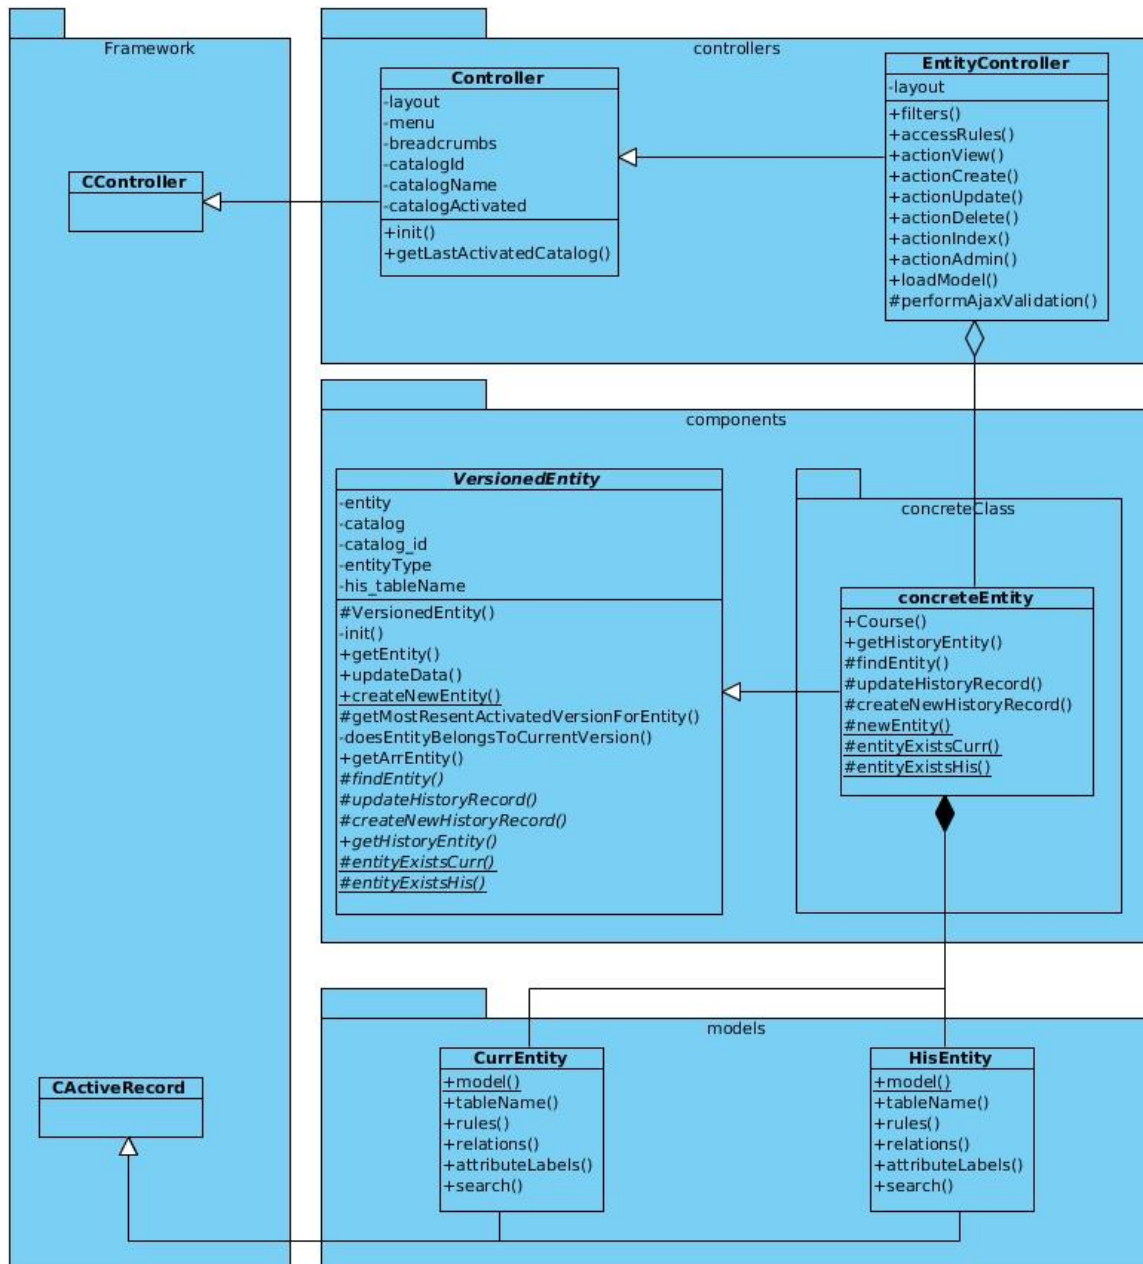 Framework
CController
CActiveRecord
controllers
Controller
-layout
-menu
-breadcrumbs
-catalogId
-catalogName
-catalogActivated
+init()
+getLastActivatedCatalog()
EntityController
-layout
+filters()
+accessRules()
+actionView()
+actionCreate()
+actionUpdate()
+actionDelete()
+actionIndex()
+actionAdmin()
+loadModel()
#performAjaxValidation()
components
VersionedEntity
-entity
-catalog
-catalog_id
-entityType
-his_tableName
#VersionedEntity()
-init()
+getEntity()
+updateData()
+createNewEntity()
#getMostResentActivatedVersionForEntity()
-doesEntityBelongsToCurrentVersion()
+getArrEntity()
#findEntity()
#updateHistoryRecord()
#createNewHistoryRecord()
+getHistoryEntity()
#entityExistsCurr()
#entityExistsHis()
concreteClass
concreteEntity
+Course()
+getHistoryEntity()
#findEntity()
#updateHistoryRecord()
#createNewHistoryRecord()
#newEntity()
#entityExistsCurr()
#entityExistsHis()
models
CurrEntity
+model()
+tableName()
+rules()
+relations()
+attributeLabels()
+search()
HisEntity
+model()
+tableName()
+rules()
+relations()
+attributeLabels()
+search()